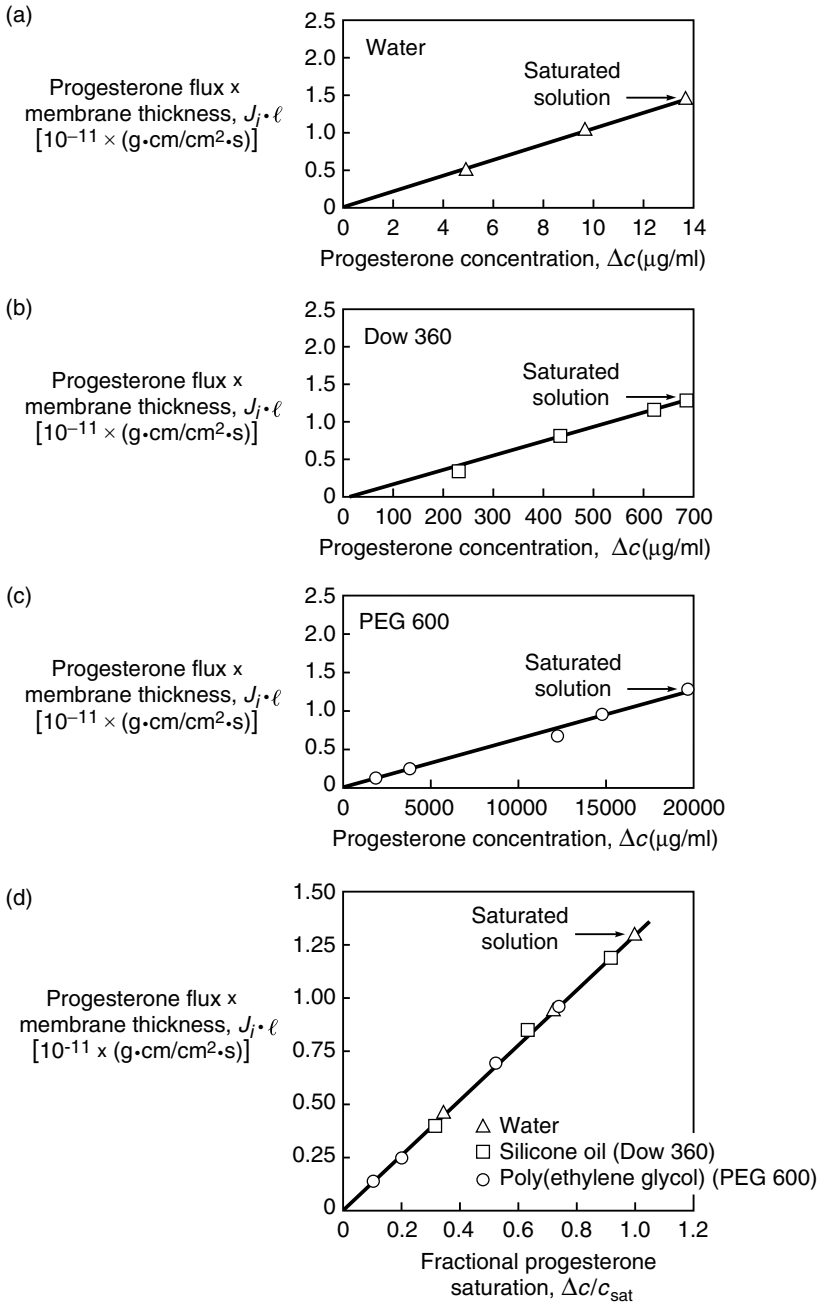 (a)
Progesterone flux x
membrane thickness, Jᵢ•ℓ
[10⁻¹¹ × (g•cm/cm²•s)]
2.5
2.0
1.5
1.0
0.5
0
Water
Saturated
solution
0 2 4 6 8 10 12 14
Progesterone concentration, Δc(μg/ml)
(b)
Progesterone flux x
membrane thickness, Jᵢ•ℓ
[10⁻¹¹ × (g•cm/cm²•s)]
2.5
2.0
1.5
1.0
0.5
0
Dow 360
Saturated
solution
0 100 200 300 400 500 600 700
Progesterone concentration, Δc(μg/ml)
(c)
Progesterone flux x
membrane thickness, Jᵢ•ℓ
[10⁻¹¹ × (g•cm/cm²•s)]
2.5
2.0
1.5
1.0
0.5
0
PEG 600
Saturated
solution
0 5000 10000 15000 20000
Progesterone concentration, Δc(μg/ml)
(d)
Progesterone flux x
membrane thickness, Jᵢ•ℓ
[10⁻¹¹ x (g•cm/cm²•s)]
1.50
1.25
1.00
0.75
0.50
0.25
0
Saturated
solution
Water
Silicone oil (Dow 360)
Poly(ethylene glycol) (PEG 600)
0 0.2 0.4 0.6 0.8 1.0 1.2
Fractional progesterone
saturation, Δc/c_sat